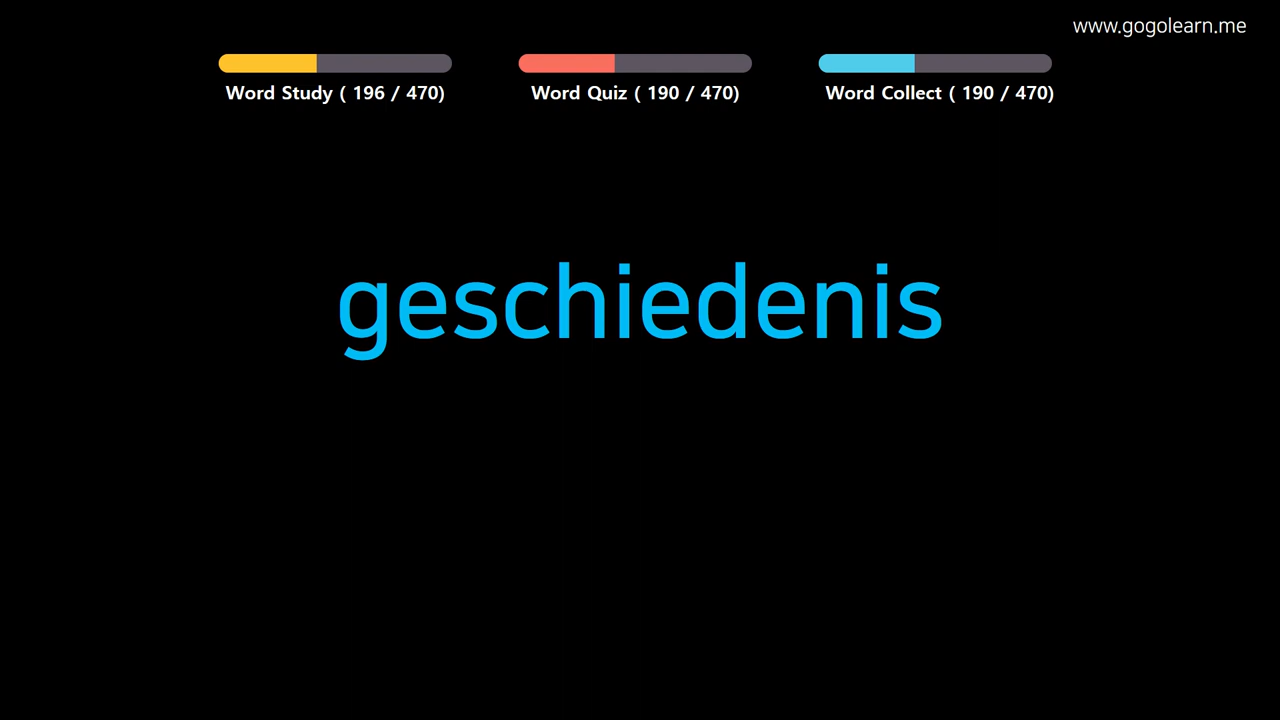 www.gogolearn.me
Word Study ( 196 / 470)
Word Quiz ( 190 / 470)
Word Collect ( 190 / 470)
geschiedenis